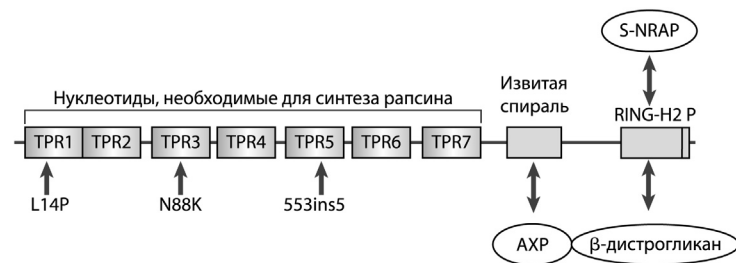 S-NRAP
Нуклеотиды, необходимые для синтеза рапсина
Извитая
спираль
RING-H2 P
TPR1 TPR2 TPR3 TPR4 TPR5 TPR6 TPR7
L14P N88K 553ins5
АХР β-дистрогликан